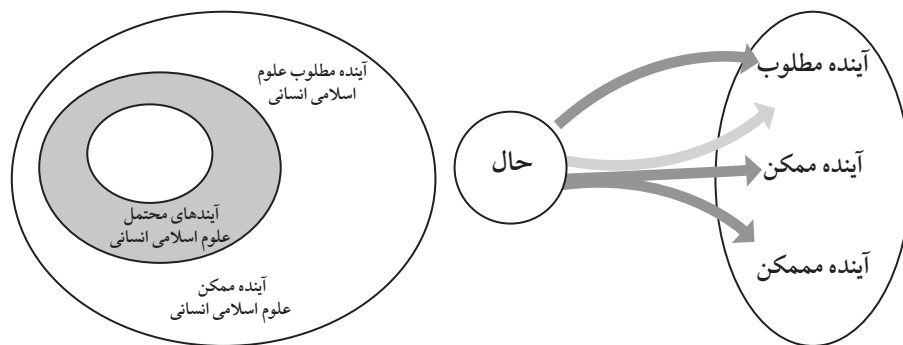 آینده مطلوب
حال
آینده ممکن
آینده مممکن
آینده مطلوب علوم
اسلامی انسانی
آیندهای محتمل
علوم اسلامی انسانی
آینده ممکن
علوم اسلامی انسانی